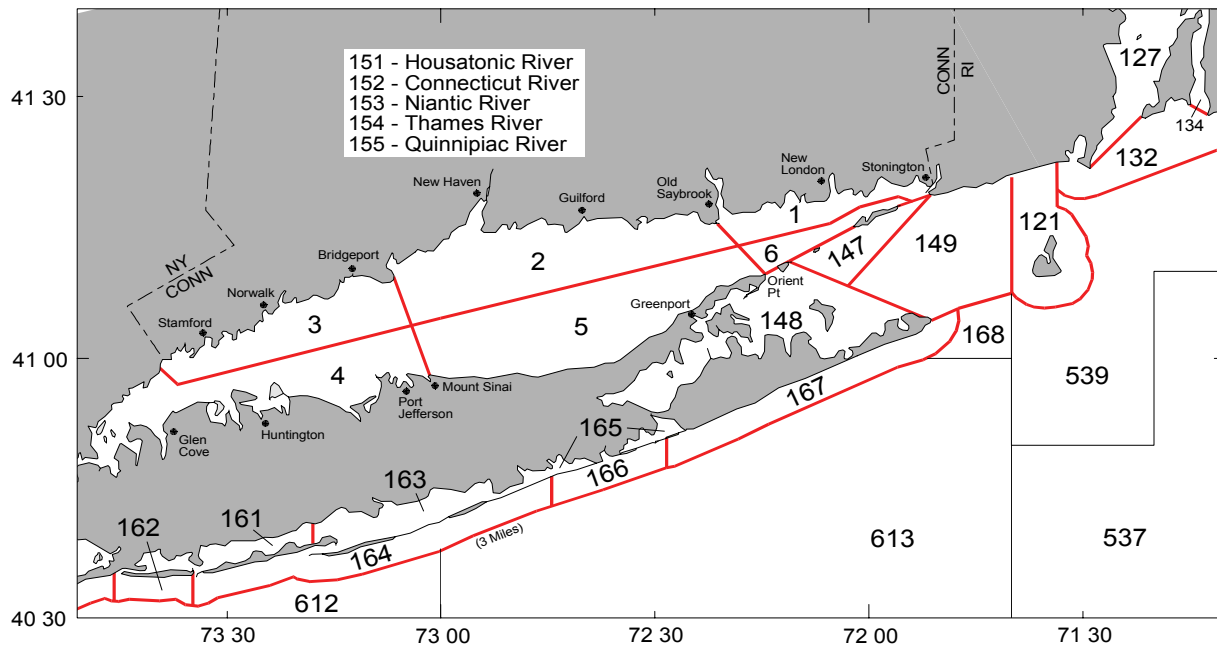 151 - Housatonic River
152 - Connecticut River
153 - Niantic River
154 - Thames River
155 - Quinnipiac River
CONN
RI
127
134
132
41 30
New
London
Stonington
Old
Saybrook
New Haven
Guilford
1
2
6
147
149
121
NY
CONN
Bridgeport
Norwalk
Stamford
3
5
Orient
Pt
Greenport
148
168
41 00
4
Mount Sinai
Port
Jefferson
539
167
Glen
Cove
Huntington
165
166
163
161
162
164
(3 Miles)
613
537
612
40 30
73 30
73 00
72 30
72 00
71 30